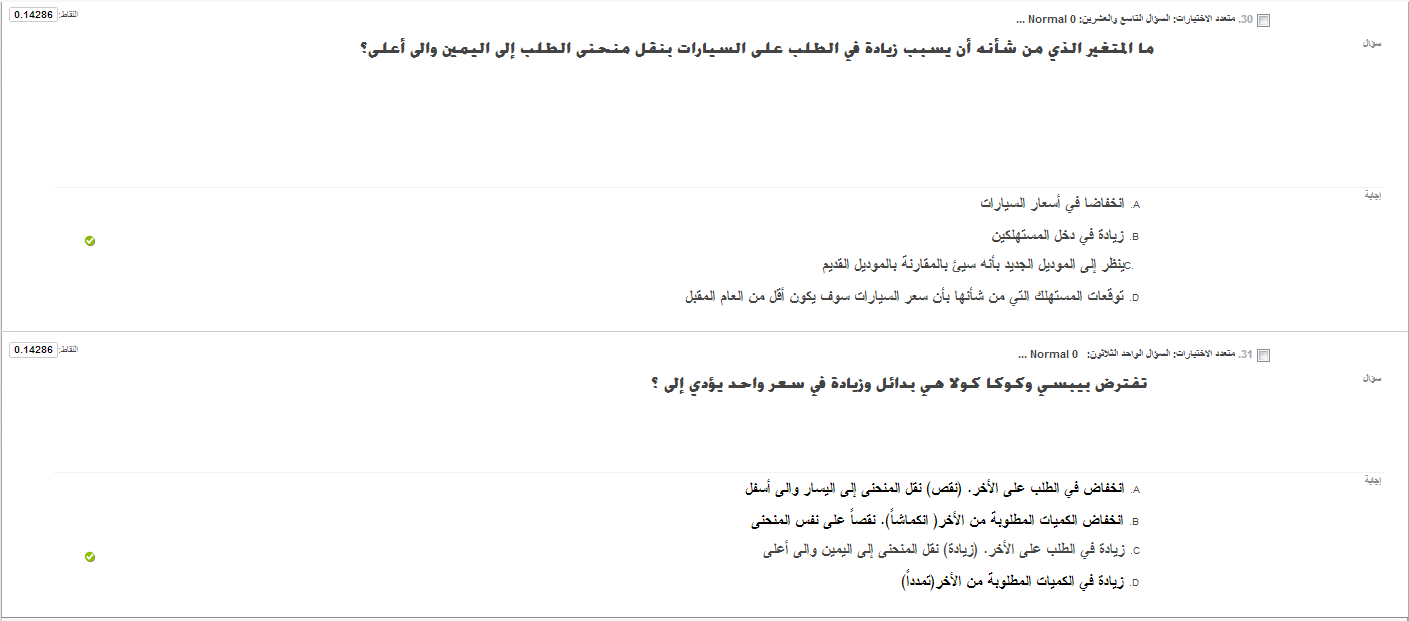 30. متعدد الاختيارات: السؤال التاسع والعشرين: Normal 0 ...
النقاط: 0.14286
سؤال
ما المتغير الذي من شأنه أن يسبب زيادة في الطلب على السيارات بنقل منحنى الطلب إلى اليمين والى أعلى؟
إجابة
A. انخفاضا في أسعار السيارات
B. زيادة في دخل المستهلكين
C.ينظر إلى الموديل الجديد بأنه سيئ بالمقارنة بالموديل القديم
D. توقعات المستهلك التي من شأنها بأن سعر السيارات سوف يكون أقل من العام المقبل
31. متعدد الاختيارات: السؤال الواحد الثلاثون: Normal 0 ...
النقاط: 0.14286
سؤال
تفترض بيبسي وكوكا كولا هي بدائل وزيادة في سعر واحد يؤدي إلى ؟
إجابة
A. انخفاض في الطلب على الأخر. (نقص) نقل المنحنى إلى اليسار والى أسفل
B. انخفاض الكميات المطلوبة من الأخر( انكماشاً). نقصاً على نفس المنحنى
C. زيادة في الطلب على الأخر. (زيادة) نقل المنحنى إلى اليمين والى أعلى
D. زيادة في الكميات المطلوبة من الأخر(تمدداً)